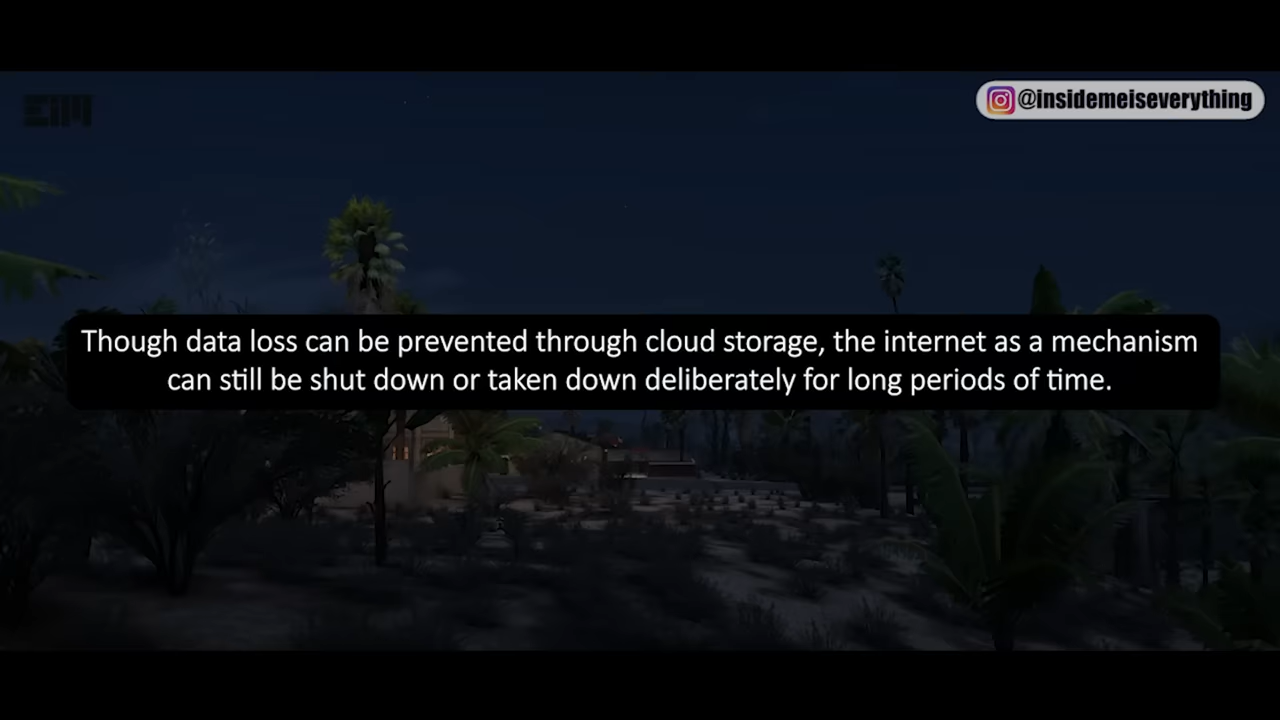 @insidemeiseverything
Though data loss can be prevented through cloud storage, the internet as a mechanism
can still be shut down or taken down deliberately for long periods of time.